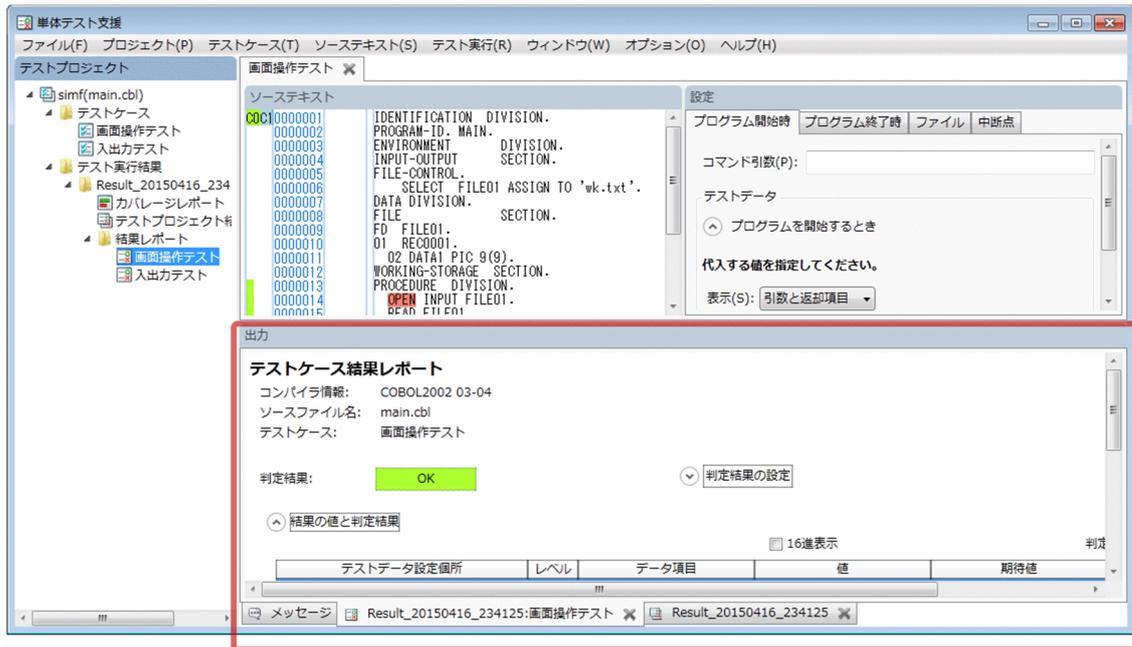 単体テスト支援
ファイル(F) プロジェクト(P) テストケース(T) ソーステキスト(S) テスト実行(R) ウィンドウ(W) オプション(O) ヘルプ(H)
テストプロジェクト
simf(main.cbl)
テストケース
画面操作テスト
入出力テスト
テスト実行結果
Result_20150416_234
カバレージレポート
テストプロジェクト
結果レポート
画面操作テスト
入出力テスト
画面操作テスト
ソーステキスト
CDCI 0000001 IDENTIFICATION DIVISION.
0000002 PROGRAM-ID. MAIN.
0000003 ENVIRONMENT DIVISION.
0000004 INPUT-OUTPUT SECTION.
0000005 FILE-CONTROL.
0000006 SELECT FILE01 ASSIGN TO 'wk.txt'.
0000007 DATA DIVISION.
0000008 FILE SECTION.
0000009 FD FILE01.
0000010 01 REC0001.
0000011 02 DATA1 PIC 9(9).
0000012 WORKING-STORAGE SECTION.
0000013 PROCEDURE DIVISION.
0000014 OPEN INPUT FILE01.
0000015 READ FILE01
設定
プログラム開始時 プログラム終了時 ファイル 中断点
コマンド引数(P):
テストデータ
プログラムを開始するとき
代入する値を指定してください。
表示(S): 引数と返却項目
出力
テストケース結果レポート
コンパイラ情報: COBOL2002 03-04
ソースファイル名: main.cbl
テストケース: 画面操作テスト
判定結果: OK 判定結果の設定
結果の値と判定結果
16進表示 判定
テストデータ設定個所 レベル データ項目 値 期待値
メッセージ Result_20150416_234125:画面操作テスト Result_20150416_234125